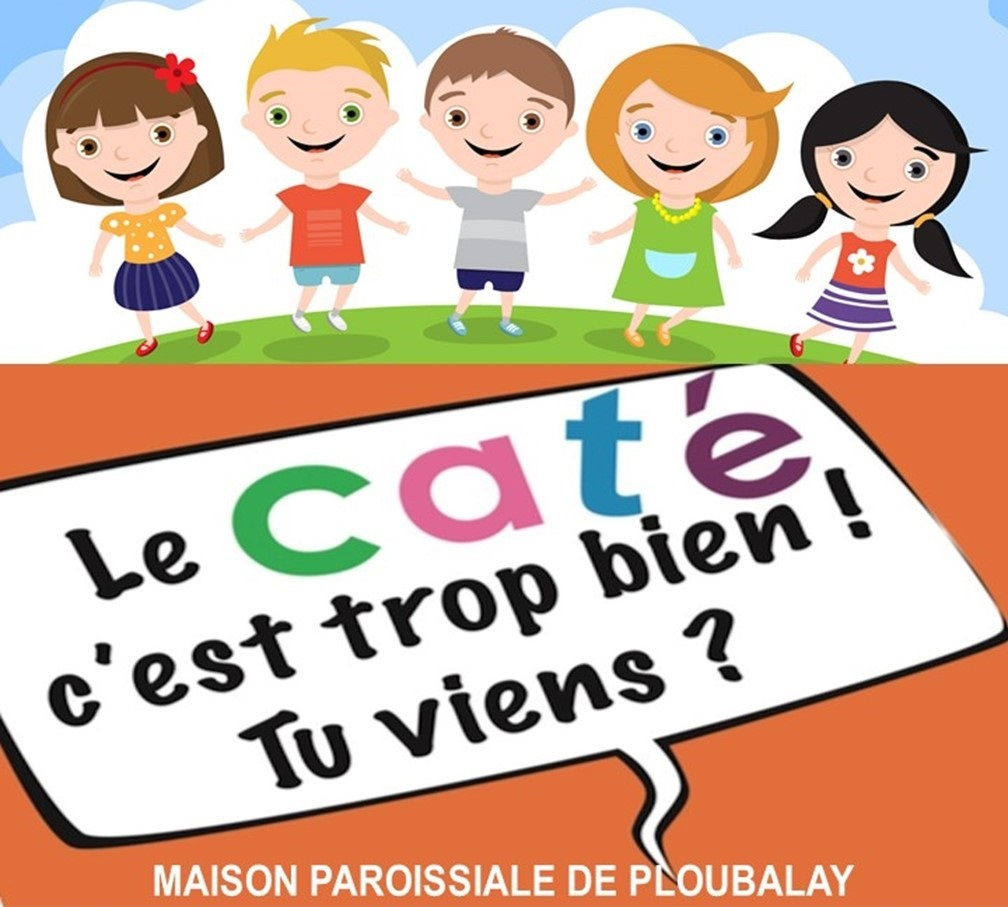 Le caté
c'est trop bien !
Tu viens ?
MAISON PAROISSIALE DE PLOUBALAY